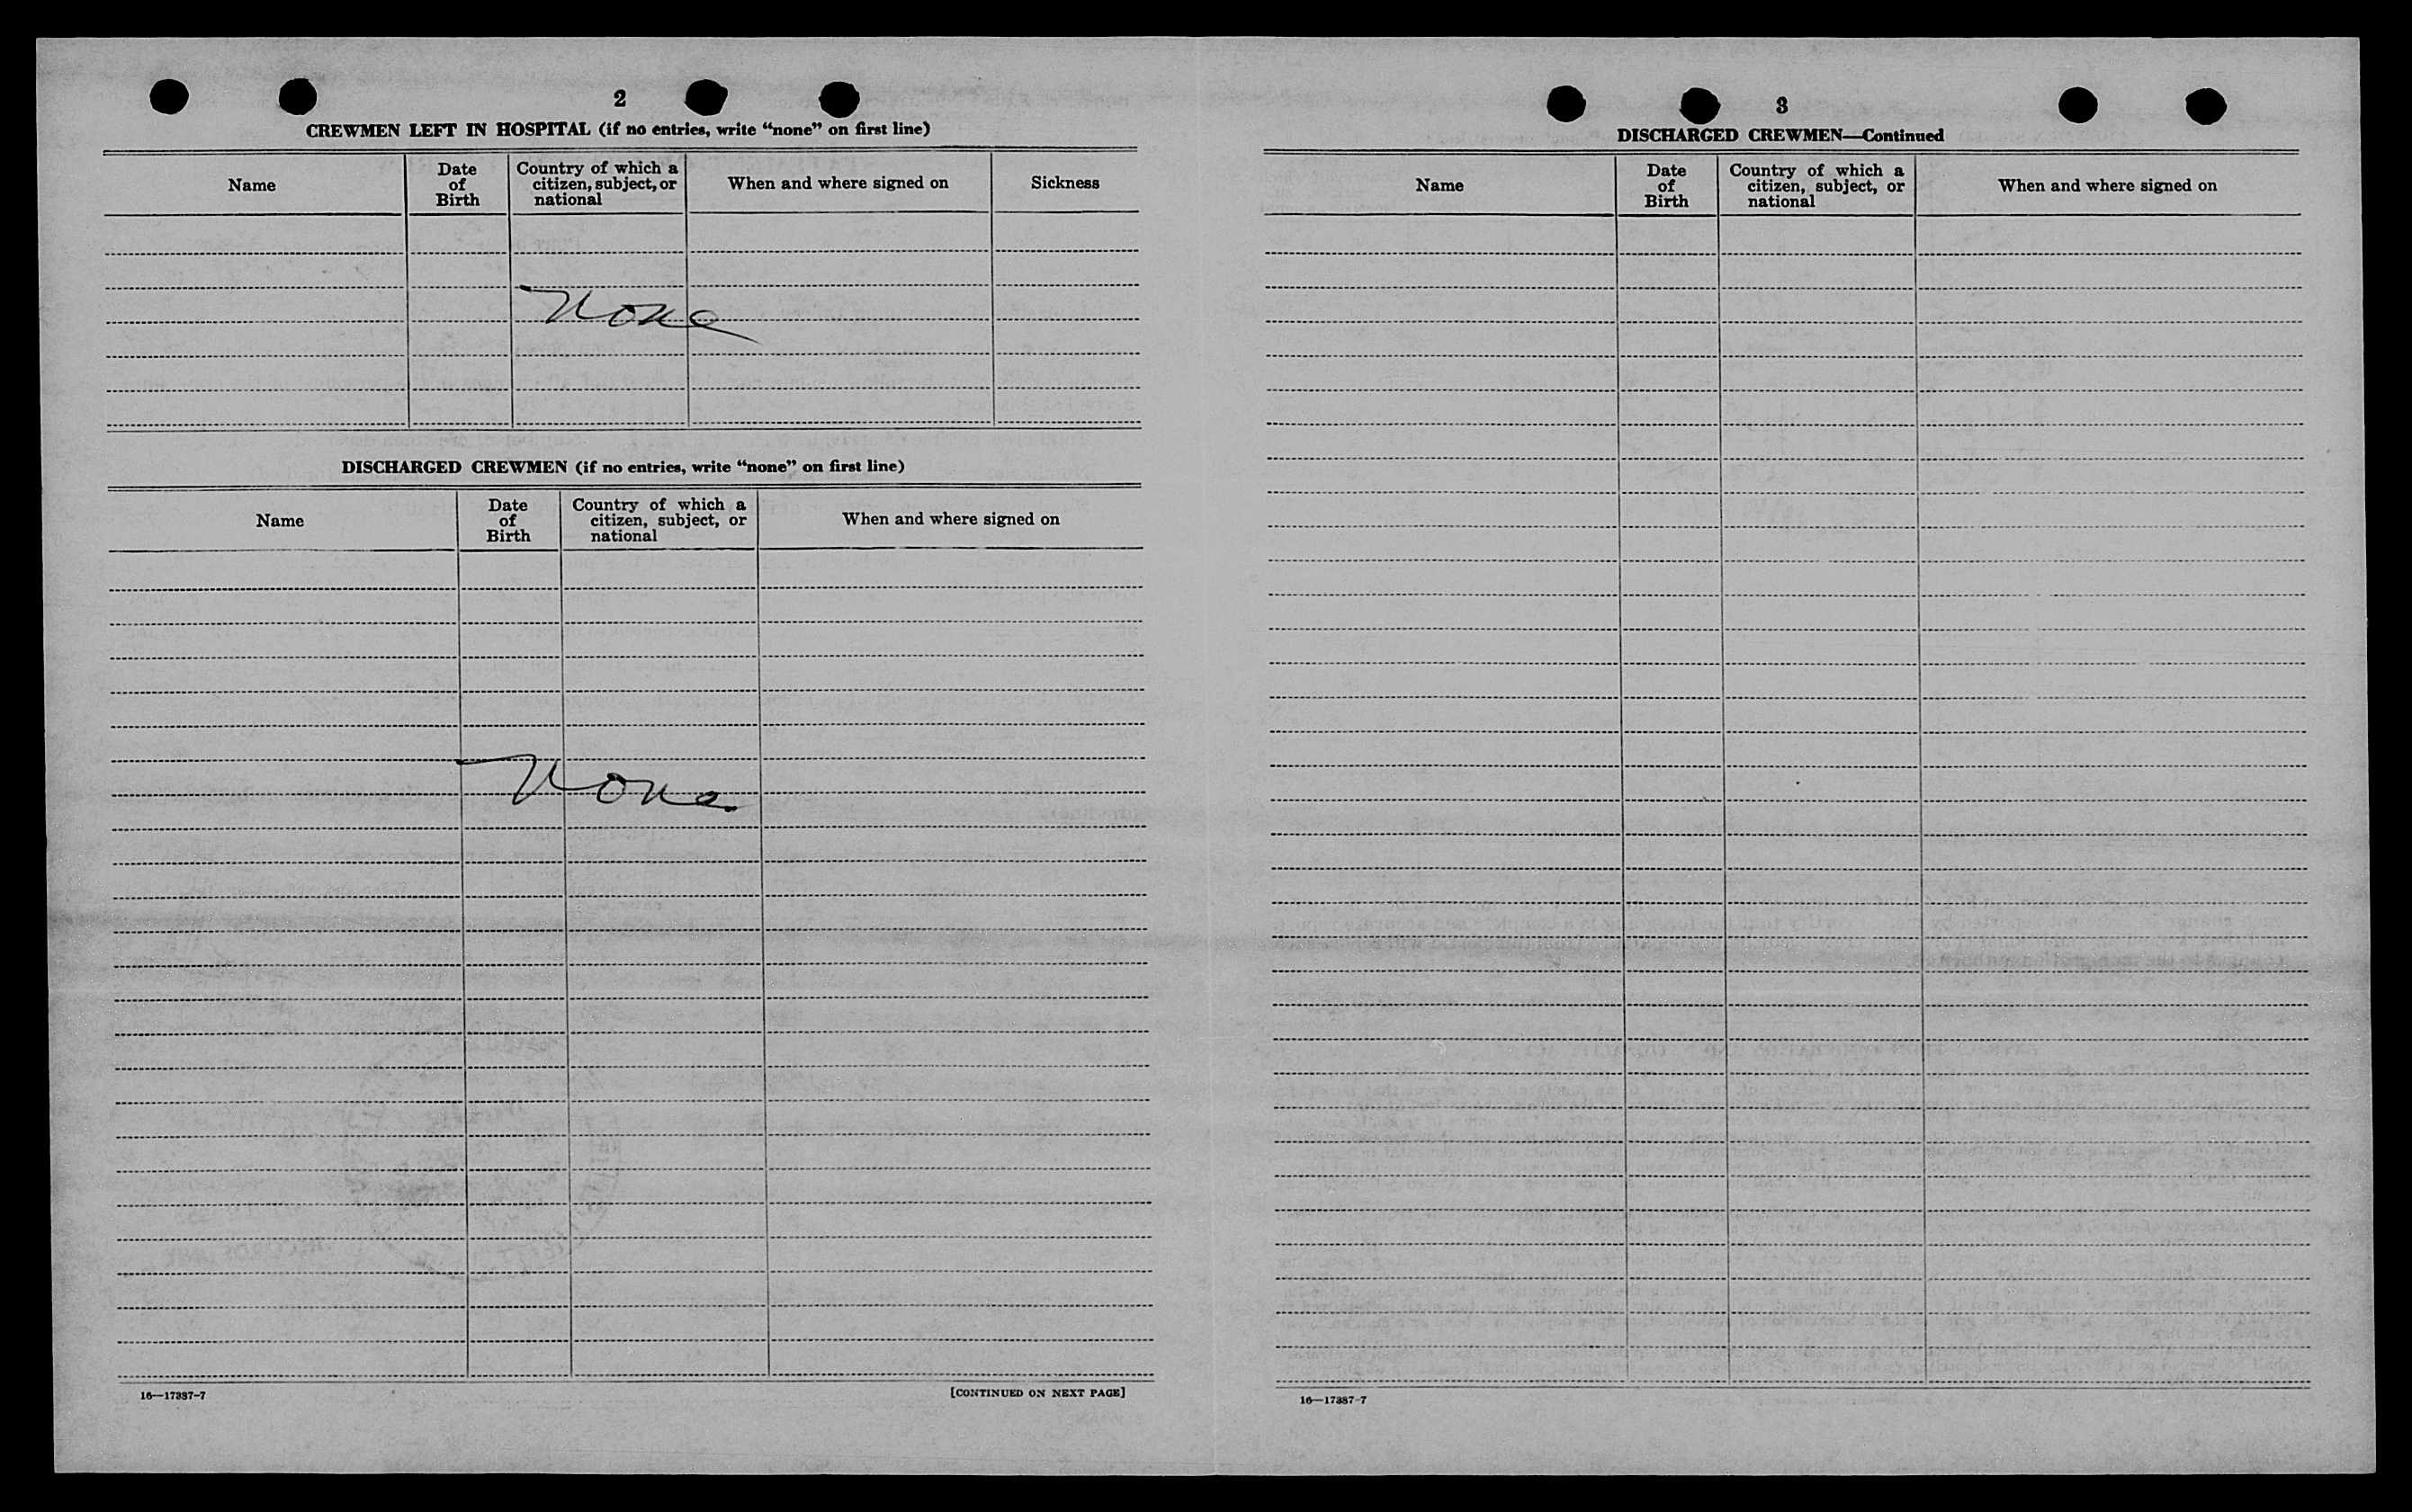 2
CREWMEN LEFT IN HOSPITAL (if no entries, write “none” on first line)
Name
Date of Birth
Country of which a citizen, subject, or national
When and where signed on
Sickness
None
DISCHARGED CREWMEN (if no entries, write “none” on first line)
Name
Date of Birth
Country of which a citizen, subject, or national
When and where signed on
None
16—17387-7
[CONTINUED ON NEXT PAGE]
3
DISCHARGED CREWMEN—Continued
Name
Date of Birth
Country of which a citizen, subject, or national
When and where signed on
16—17387-7